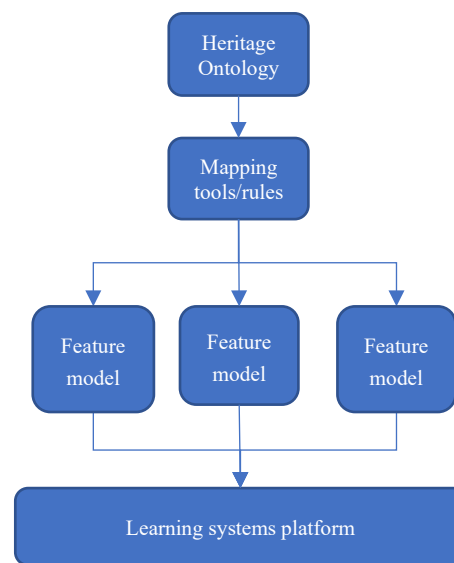 Heritage
Ontology
Mapping
tools/rules
Feature
model
Feature
model
Feature
model
Learning systems platform